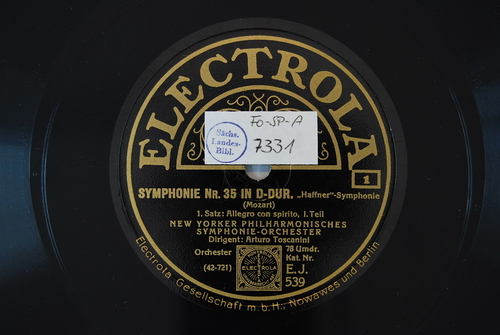 ELECTROLA
Fo-SP-A
Sächs.
Landes-
Bibl.
7331
1
SYMPHONIE Nr. 35 IN D-DUR. „Haffner"-Symphonie
(Mozart)
1. Satz: Allegro con spirito, I. Teil
NEW YORKER PHILHARMONISCHES
SYMPHONIE-ORCHESTER
Dirigent: Arturo Toscanini
Orchester
(42-721)
ELECTROLA
78 Umdr.
Kat. Nr.
E.J.
539
Electrola Gesellschaft m.b.H., Nowawes und Berlin